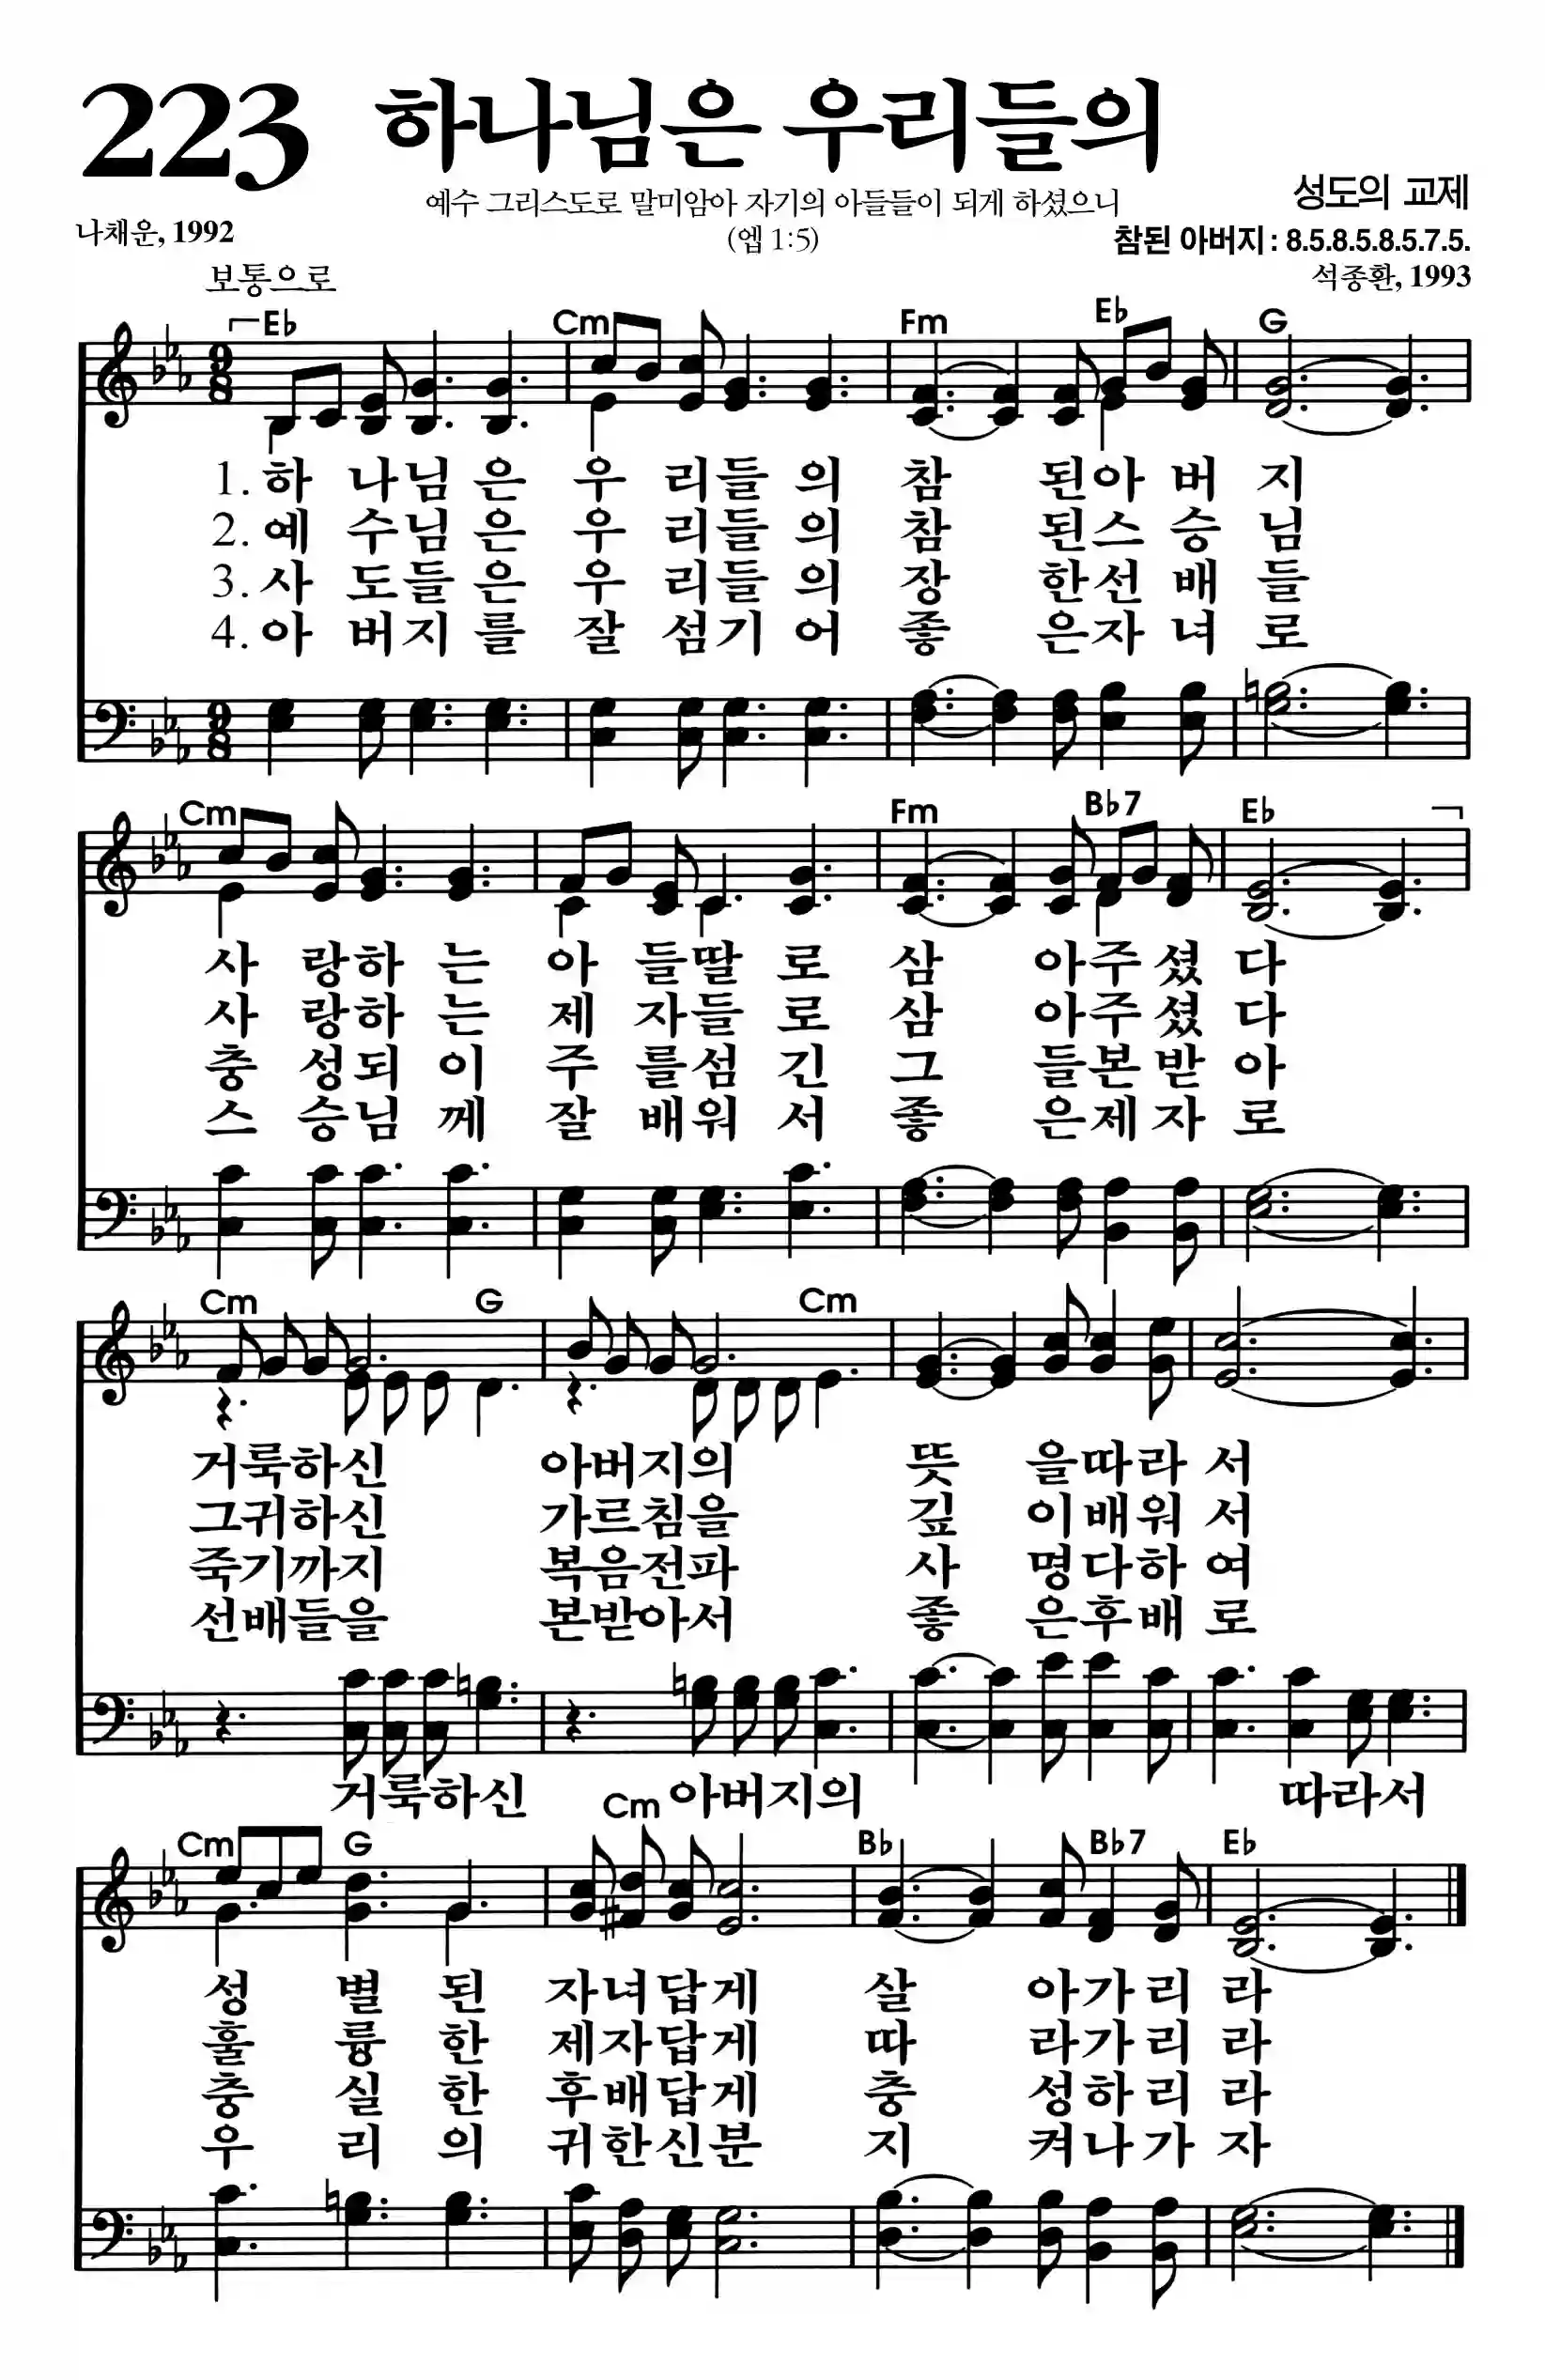 223 하나님은 우리들의
예수 그리스도로 말미암아 자기의 아들들이 되게 하셨으니
(엡 1:5)
성도의 교제
나채운, 1992
참된 아버지 : 8.5.8.5.8.5.7.5.
석종환, 1993
보통으로
E♭ Cm Fm E♭ G
1. 하 나님 은 우 리들 의 참 된아 버 지
2. 예 수님 은 우 리들 의 참 된스 승 님
3. 사 도들 은 우 리들 의 장 한선 배 들
4. 아 버지 를 잘 섬기 어 좋 은자 녀 로
Cm Fm B♭7 E♭
사 랑하 는 아 들딸 로 삼 아주 셨 다
사 랑하 는 제 자들 로 삼 아주 셨 다
충 성되 이 주 를섬 긴 그 들본 받 아
스 승님 께 잘 배워 서 좋 은제 자 로
Cm G Cm
거룩하신 아버지의 뜻 을따라 서
그귀하신 가르침을 깊 이배워 서
죽기까지 복음전파 사 명다하 여
선배들을 본받아서 좋 은후배 로
거룩하신 아버지의 따라서
Cm G Cm B♭ B♭7 E♭
성 별 된 자녀답게 살 아가 리 라
훌 륭 한 제자답게 따 라가 리 라
충 실 한 후배답게 충 성하 리 라
우 리 의 귀한신분 지 켜나 가 자